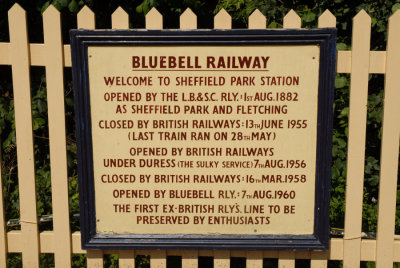 BLUEBELL RAILWAY
WELCOME TO SHEFFIELD PARK STATION
OPENED BY THE L.B.&S.C. RLY.: 1ST AUG. 1882
AS SHEFFIELD PARK AND FLETCHING
CLOSED BY BRITISH RAILWAYS: 13TH JUNE 1955
(LAST TRAIN RAN ON 28TH MAY)
OPENED BY BRITISH RAILWAYS
UNDER DURESS (THE SULKY SERVICE) 7TH AUG. 1956
CLOSED BY BRITISH RAILWAYS: 16TH MAR. 1958
OPENED BY BLUEBELL RLY.: 7TH AUG. 1960
THE FIRST EX-BRITISH RLYS. LINE TO BE
PRESERVED BY ENTHUSIASTS